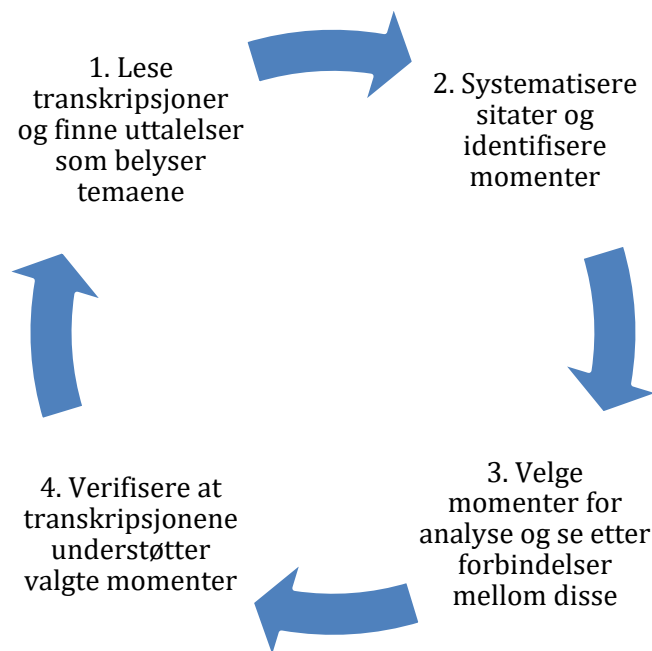 1. Lese
transkripsjoner
og finne uttalelser
som belyser
temaene
2. Systematisere
sitater og
identifisere
momenter
3. Velge
momenter for
analyse og se etter
forbindelser
mellom disse
4. Verifisere at
transkripsjonene
understøtter
valgte momenter